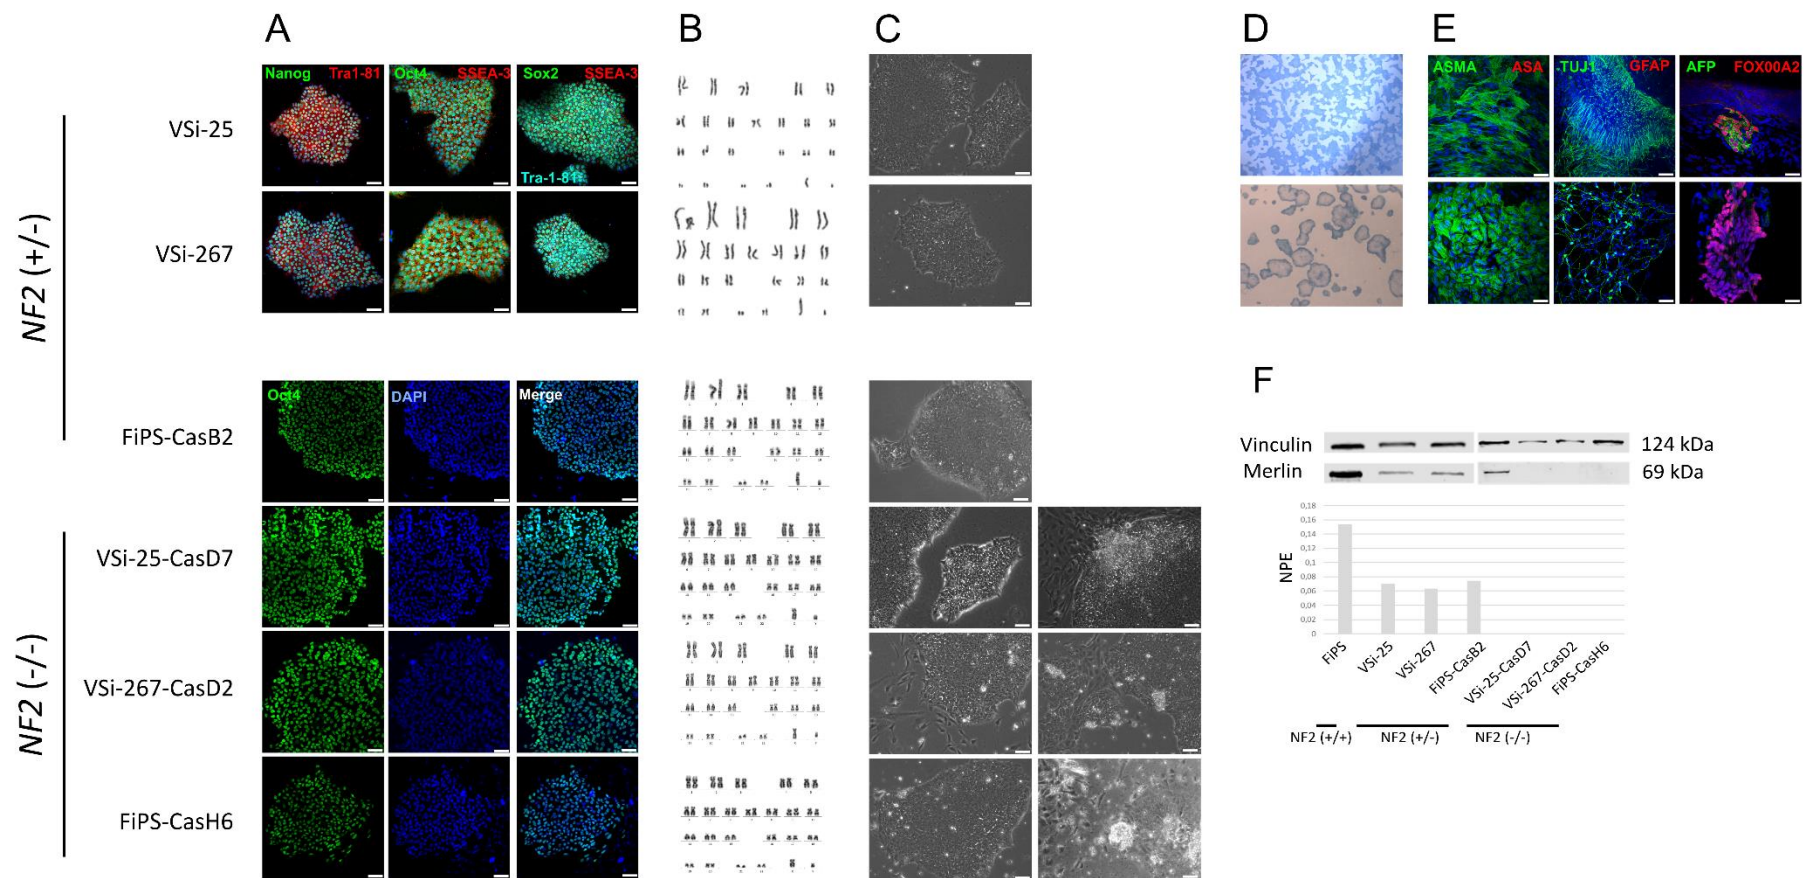 A
B
C
D
E
Nanog Tra1-81 Oct4 SSEA-3 Sox2 SSEA-3
Tra-1-81
ASMA ASA TUJ1 GFAP AFP FOX00A2
NF2 (+/-)
VSi-25
VSi-267
FiPS-CasB2
Oct4 DAPI Merge
NF2 (-/-)
VSi-25-CasD7
VSi-267-CasD2
FiPS-CasH6
F
Vinculin 124 kDa
Merlin 69 kDa
NPE
0,18
0,16
0,14
0,12
0,1
0,08
0,06
0,04
0,02
0
FiPS
VSi-25
VSi-267
FiPS-CasB2
VSi-25-CasD7
VSi-267-CasD2
FiPS-CasH6
NF2 (+/+) NF2 (+/-) NF2 (-/-)